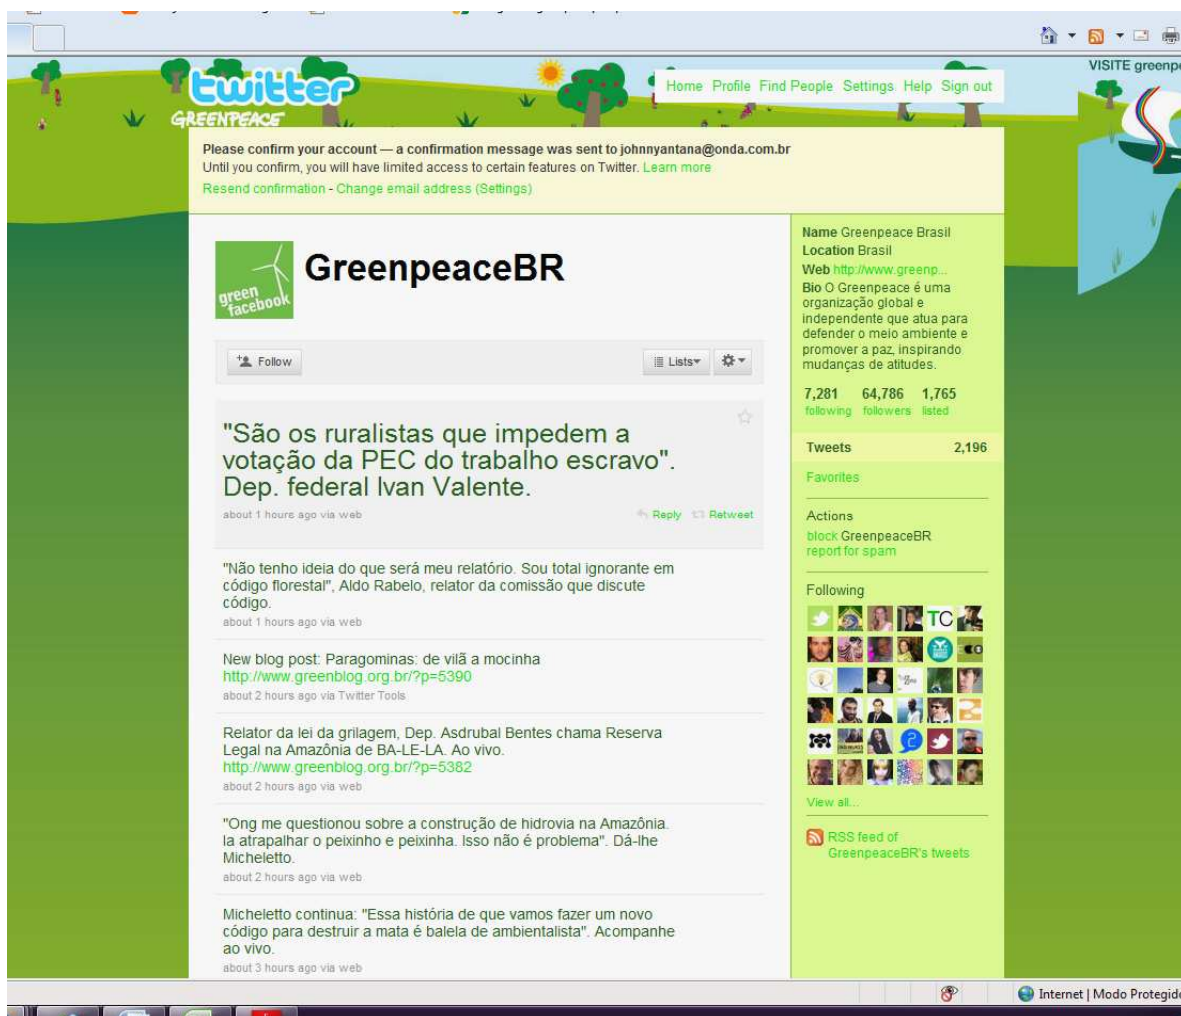 VISITE greenpe
twitter
GREENPEACE
Home Profile Find People Settings Help Sign out
Please confirm your account — a confirmation message was sent to johnnyantana@onda.com.br
Until you confirm, you will have limited access to certain features on Twitter. Learn more
Resend confirmation - Change email address (Settings)
green
facebook
GreenpeaceBR
Follow
Lists
"São os ruralistas que impedem a
votação da PEC do trabalho escravo".
Dep. federal Ivan Valente.
about 1 hours ago via web
Reply Retweet
"Não tenho ideia do que será meu relatório. Sou total ignorante em
código florestal", Aldo Rabelo, relator da comissão que discute
código.
about 1 hours ago via web
New blog post: Paragominas: de vilã a mocinha
http://www.greenblog.org.br/?p=5390
about 2 hours ago via Twitter Tools
Relator da lei da grilagem, Dep. Asdrubal Bentes chama Reserva
Legal na Amazônia de BA-LE-LA. Ao vivo.
http://www.greenblog.org.br/?p=5382
about 2 hours ago via web
"Ong me questionou sobre a construção de hidrovia na Amazônia.
Ia atrapalhar o peixinho e peixinha. Isso não é problema". Dá-lhe
Micheletto.
about 2 hours ago via web
Micheletto continua: "Essa história de que vamos fazer um novo
código para destruir a mata é balela de ambientalista". Acompanhe
ao vivo.
about 3 hours ago via web
Name Greenpeace Brasil
Location Brasil
Web http://www.greenp...
Bio O Greenpeace é uma
organização global e
independente que atua para
defender o meio ambiente e
promover a paz, inspirando
mudanças de atitudes.
7,281 64,786 1,765
following followers listed
Tweets 2,196
Favorites
Actions
block GreenpeaceBR
report for spam
Following
TC
View all...
RSS feed of
GreenpeaceBR's tweets
Internet | Modo Protegido